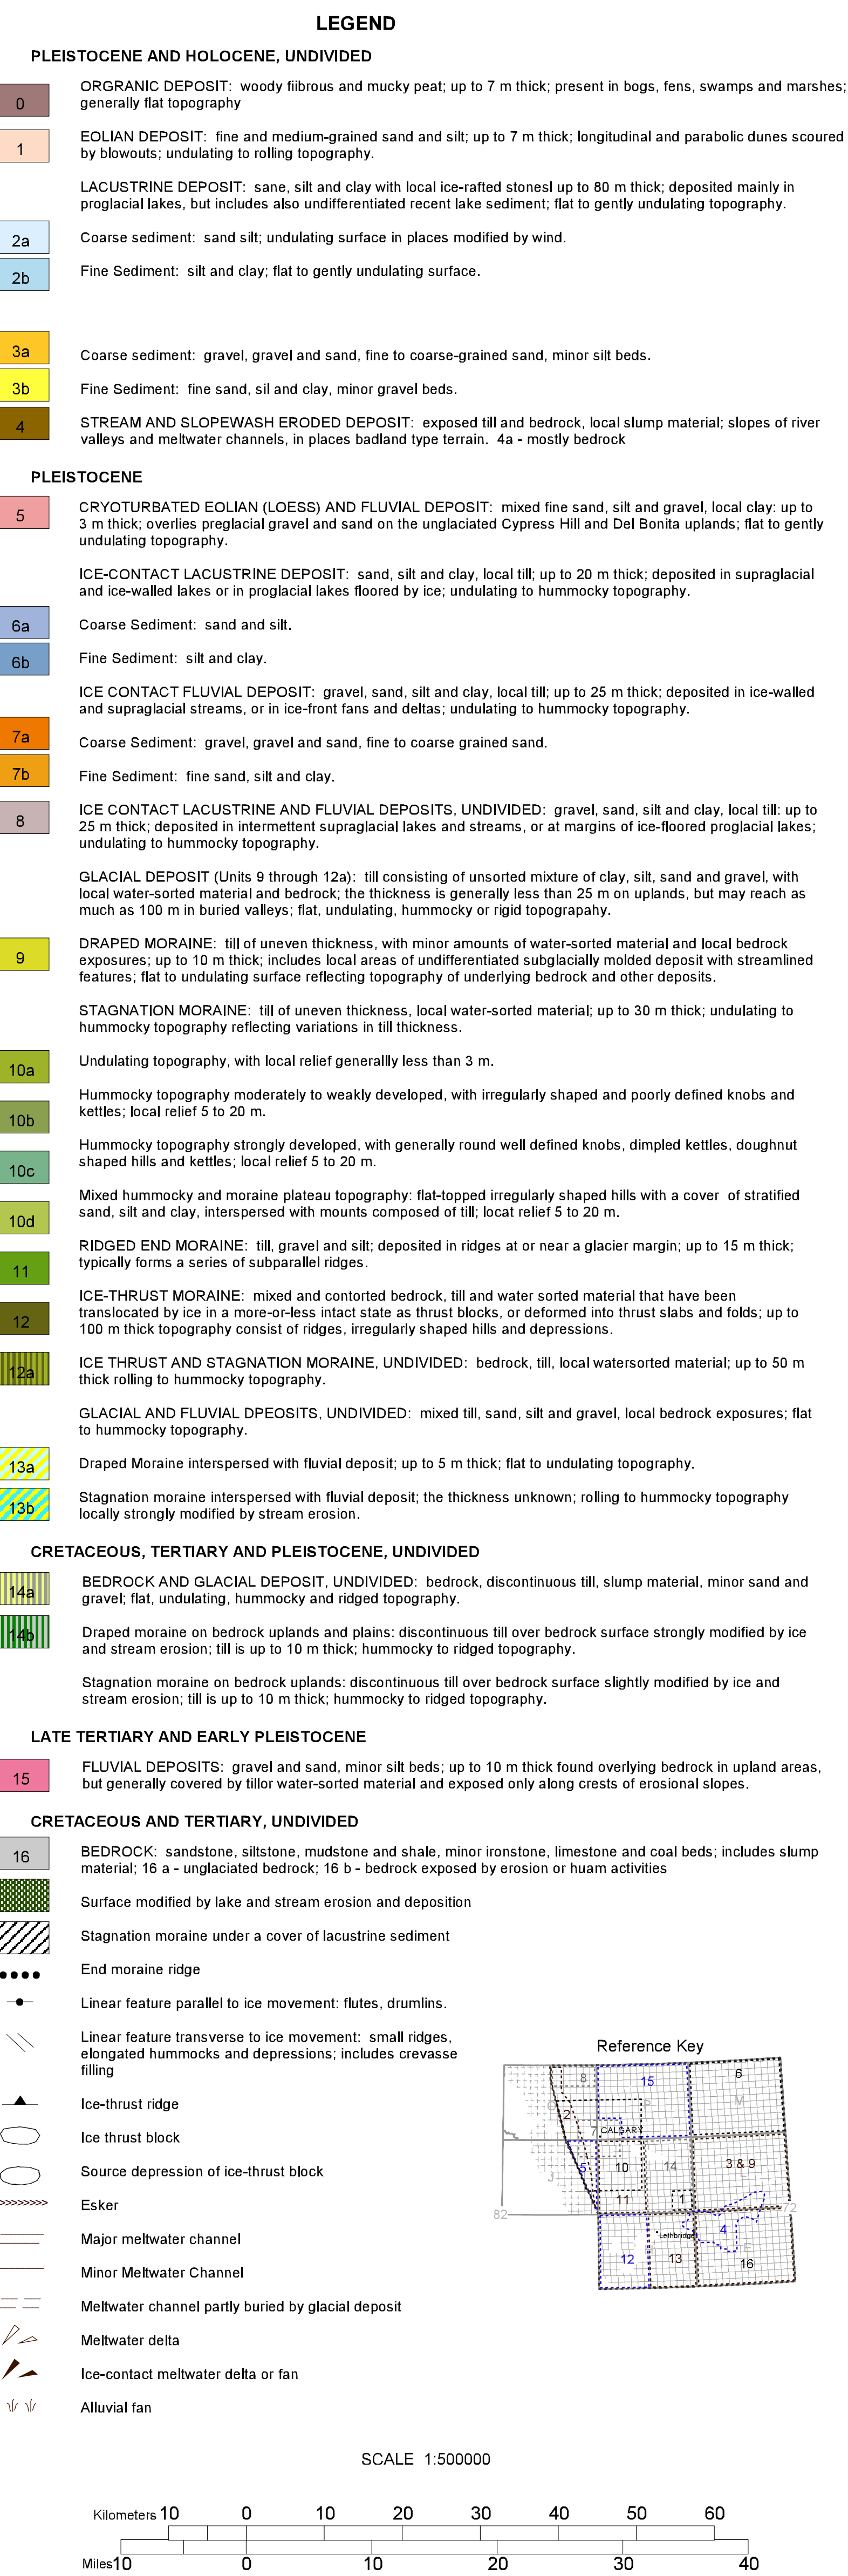 LEGEND
PLEISTOCENE AND HOLOCENE, UNDIVIDED
0
ORGRANIC DEPOSIT: woody fiibrous and mucky peat; up to 7 m thick; present in bogs, fens, swamps and marshes;
generally flat topography
1
EOLIAN DEPOSIT: fine and medium-grained sand and silt; up to 7 m thick; longitudinal and parabolic dunes scoured
by blowouts; undulating to rolling topography.
LACUSTRINE DEPOSIT: sane, silt and clay with local ice-rafted stonesl up to 80 m thick; deposited mainly in
proglacial lakes, but includes also undifferentiated recent lake sediment; flat to gently undulating topography.
2a
Coarse sediment: sand silt; undulating surface in places modified by wind.
2b
Fine Sediment: silt and clay; flat to gently undulating surface.
3a
Coarse sediment: gravel, gravel and sand, fine to coarse-grained sand, minor silt beds.
3b
Fine Sediment: fine sand, sil and clay, minor gravel beds.
4
STREAM AND SLOPEWASH ERODED DEPOSIT: exposed till and bedrock, local slump material; slopes of river
valleys and meltwater channels, in places badland type terrain. 4a - mostly bedrock
PLEISTOCENE
5
CRYOTURBATED EOLIAN (LOESS) AND FLUVIAL DEPOSIT: mixed fine sand, silt and gravel, local clay: up to
3 m thick; overlies preglacial gravel and sand on the unglaciated Cypress Hill and Del Bonita uplands; flat to gently
undulating topography.
ICE-CONTACT LACUSTRINE DEPOSIT: sand, silt and clay, local till; up to 20 m thick; deposited in supraglacial
and ice-walled lakes or in proglacial lakes floored by ice; undulating to hummocky topography.
6a
Coarse Sediment: sand and silt.
6b
Fine Sediment: silt and clay.
ICE CONTACT FLUVIAL DEPOSIT: gravel, sand, silt and clay, local till; up to 25 m thick; deposited in ice-walled
and supraglacial streams, or in ice-front fans and deltas; undulating to hummocky topography.
7a
Coarse Sediment: gravel, gravel and sand, fine to coarse grained sand.
7b
Fine Sediment: fine sand, silt and clay.
8
ICE CONTACT LACUSTRINE AND FLUVIAL DEPOSITS, UNDIVIDED: gravel, sand, silt and clay, local till: up to
25 m thick; deposited in intermettent supraglacial lakes and streams, or at margins of ice-floored proglacial lakes;
undulating to hummocky topography.
GLACIAL DEPOSIT (Units 9 through 12a): till consisting of unsorted mixture of clay, silt, sand and gravel, with
local water-sorted material and bedrock; the thickness is generally less than 25 m on uplands, but may reach as
much as 100 m in buried valleys; flat, undulating, hummocky or rigid topograpahy.
9
DRAPED MORAINE: till of uneven thickness, with minor amounts of water-sorted material and local bedrock
exposures; up to 10 m thick; includes local areas of undifferentiated subglacially molded deposit with streamlined
features; flat to undulating surface reflecting topography of underlying bedrock and other deposits.
STAGNATION MORAINE: till of uneven thickness, local water-sorted material; up to 30 m thick; undulating to
hummocky topography reflecting variations in till thickness.
10a
Undulating topography, with local relief generallly less than 3 m.
10b
Hummocky topography moderately to weakly developed, with irregularly shaped and poorly defined knobs and
kettles; local relief 5 to 20 m.
10c
Hummocky topography strongly developed, with generally round well defined knobs, dimpled kettles, doughnut
shaped hills and kettles; local relief 5 to 20 m.
10d
Mixed hummocky and moraine plateau topography: flat-topped irregularly shaped hills with a cover of stratified
sand, silt and clay, interspersed with mounts composed of till; locat relief 5 to 20 m.
11
RIDGED END MORAINE: till, gravel and silt; deposited in ridges at or near a glacier margin; up to 15 m thick;
typically forms a series of subparallel ridges.
12
ICE-THRUST MORAINE: mixed and contorted bedrock, till and water sorted material that have been
translocated by ice in a more-or-less intact state as thrust blocks, or deformed into thrust slabs and folds; up to
100 m thick topography consist of ridges, irregularly shaped hills and depressions.
12a
ICE THRUST AND STAGNATION MORAINE, UNDIVIDED: bedrock, till, local watersorted material; up to 50 m
thick rolling to hummocky topography.
GLACIAL AND FLUVIAL DPEOSITS, UNDIVIDED: mixed till, sand, silt and gravel, local bedrock exposures; flat
to hummocky topography.
13a
Draped Moraine interspersed with fluvial deposit; up to 5 m thick; flat to undulating topography.
13b
Stagnation moraine interspersed with fluvial deposit; the thickness unknown; rolling to hummocky topography
locally strongly modified by stream erosion.
CRETACEOUS, TERTIARY AND PLEISTOCENE, UNDIVIDED
14a
BEDROCK AND GLACIAL DEPOSIT, UNDIVIDED: bedrock, discontinuous till, slump material, minor sand and
gravel; flat, undulating, hummocky and ridged topography.
14b
Draped moraine on bedrock uplands and plains: discontinuous till over bedrock surface strongly modified by ice
and stream erosion; till is up to 10 m thick; hummocky to ridged topography.
Stagnation moraine on bedrock uplands: discontinuous till over bedrock surface slightly modified by ice and
stream erosion; till is up to 10 m thick; hummocky to ridged topography.
LATE TERTIARY AND EARLY PLEISTOCENE
15
FLUVIAL DEPOSITS: gravel and sand, minor silt beds; up to 10 m thick found overlying bedrock in upland areas,
but generally covered by tillor water-sorted material and exposed only along crests of erosional slopes.
CRETACEOUS AND TERTIARY, UNDIVIDED
16
BEDROCK: sandstone, siltstone, mudstone and shale, minor ironstone, limestone and coal beds; includes slump
material; 16 a - unglaciated bedrock; 16 b - bedrock exposed by erosion or huam activities
Surface modified by lake and stream erosion and deposition
Stagnation moraine under a cover of lacustrine sediment
End moraine ridge
Linear feature parallel to ice movement: flutes, drumlins.
Linear feature transverse to ice movement: small ridges,
elongated hummocks and depressions; includes crevasse
filling
Ice-thrust ridge
Ice thrust block
Source depression of ice-thrust block
Esker
Major meltwater channel
Minor Meltwater Channel
Meltwater channel partly buried by glacial deposit
Meltwater delta
Ice-contact meltwater delta or fan
Alluvial fan
Reference Key
8
15
6
M
2
O
P
7
CALGARY
5
10
14
3 & 9
L
J
11
1
82
72
Lethbridge
4
E
12
13
16
SCALE 1:500000
Kilometers 10 0 10 20 30 40 50 60
Miles 10 0 10 20 30 40